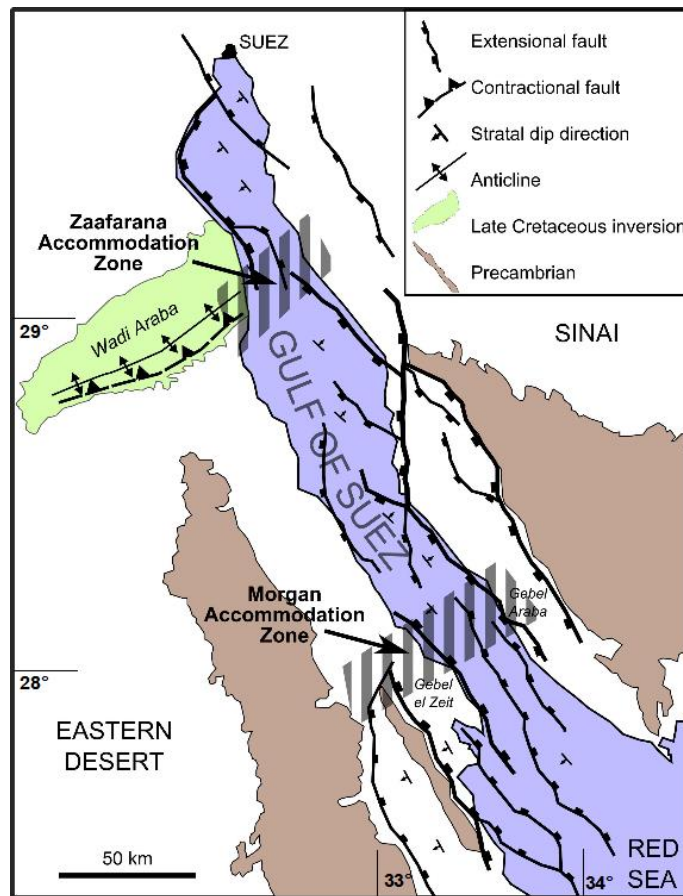 SUEZ
Extensional fault
Contractional fault
Stratal dip direction
Anticline
Late Cretaceous inversion
Precambrian
Zaafarana
Accommodation
Zone
29°
Wadi Araba
SINAI
GULF OF SUEZ
Morgan
Accommodation
Zone
Gebel
Araba
28°
Gebel
el Zeit
EASTERN
DESERT
50 km
33°
34°
RED
SEA